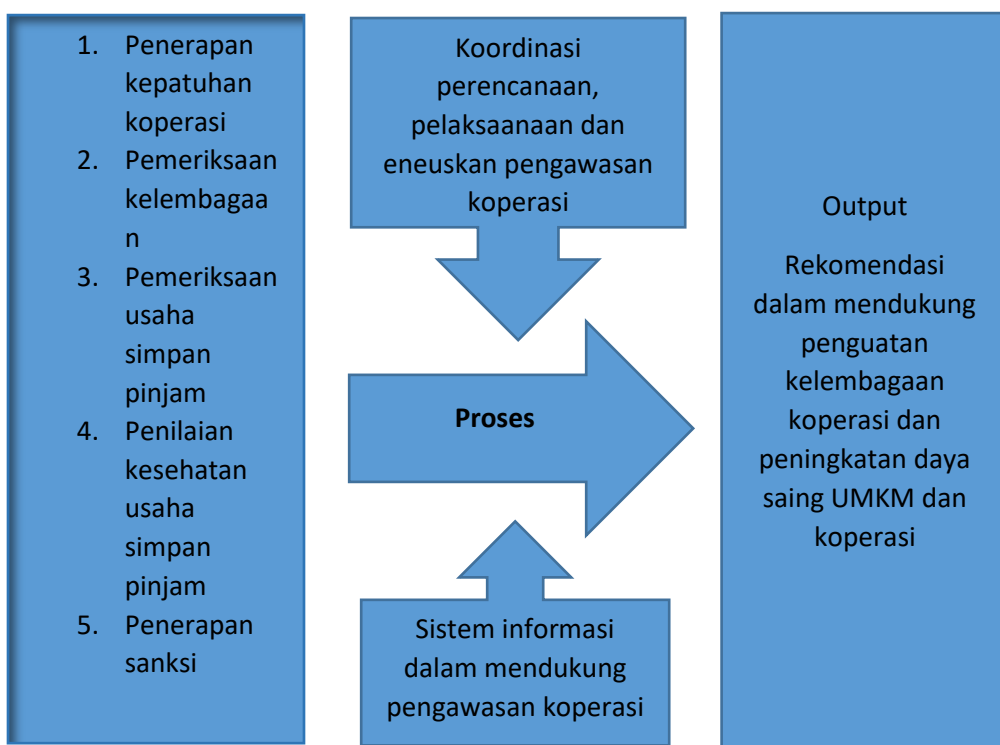 1. Penerapan
kepatuhan
koperasi
2. Pemeriksaan
kelembagaa
n
3. Pemeriksaan
usaha
simpan
pinjam
4. Penilaian
kesehatan
usaha
simpan
pinjam
5. Penerapan
sanksi
Koordinasi
perencanaan,
pelaksaanaan dan
eneuskan pengawasan
koperasi
Proses
Sistem informasi
dalam mendukung
pengawasan koperasi
Output
Rekomendasi
dalam mendukung
penguatan
kelembagaan
koperasi dan
peningkatan daya
saing UMKM dan
koperasi